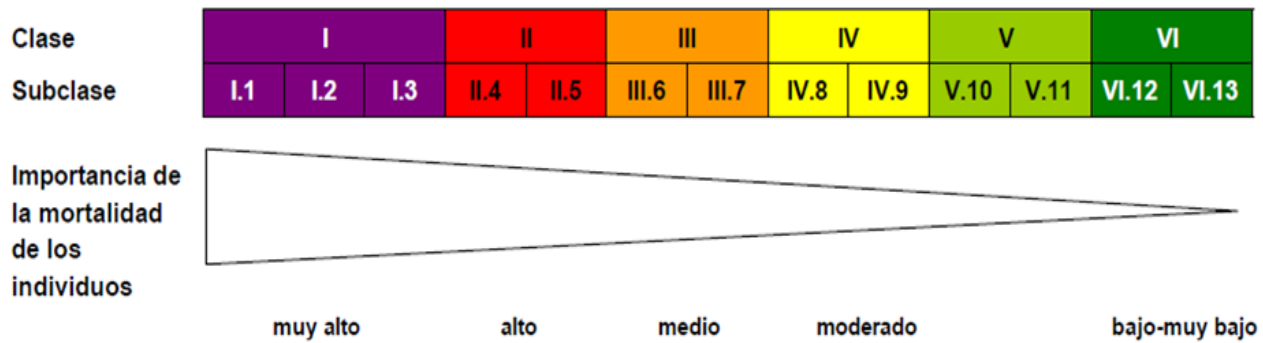 Clase I II III IV V VI
Subclase I.1 I.2 I.3 II.4 II.5 III.6 III.7 IV.8 IV.9 V.10 V.11 VI.12 VI.13
Importancia de
la mortalidad
de los
individuos
muy alto alto medio moderado bajo-muy bajo